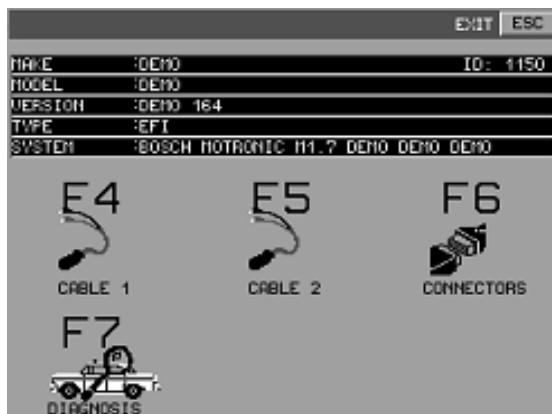 EXIT ESC
MAKE :DEMO ID: 1150
MODEL :DEMO
VERSION :DEMO 164
TYPE :EFI
SYSTEM :BOSCH MOTRONIC M1.7 DEMO DEMO DEMO
F4 F5 F6
CABLE 1 CABLE 2 CONNECTORS
F7
DIAGNOSIS